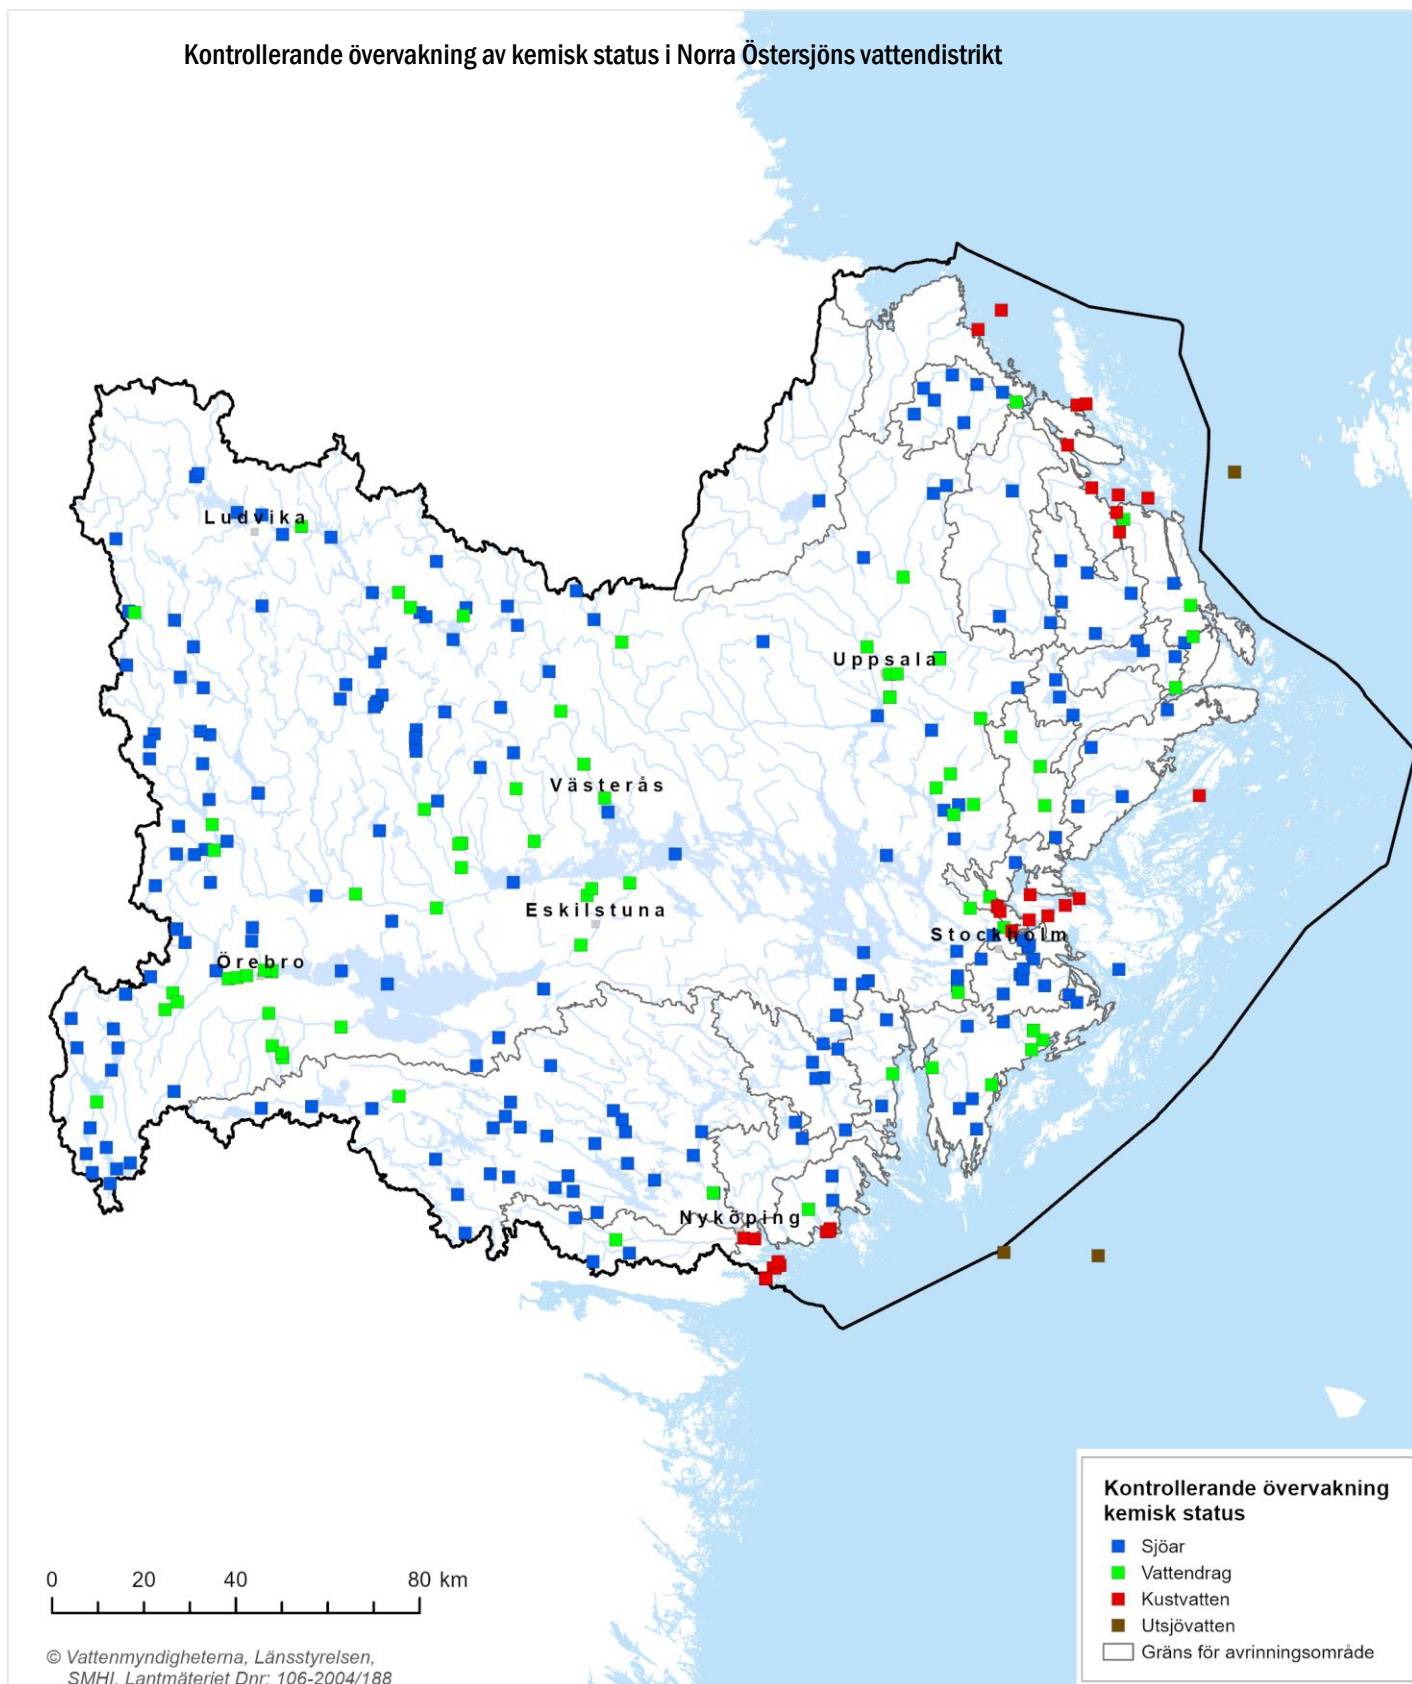 Kontrollerande övervakning av kemisk status i Norra Östersjöns vattendistrikt
Ludvika
Uppsala
Västerås
Eskilstuna
Stockholm
Örebro
Nyköping
Kontrollerande övervakning
kemisk status
Sjöar
Vattendrag
Kustvatten
Utsjövatten
Gräns för avrinningsområde
0 20 40 80 km
© Vattenmyndigheterna, Länsstyrelsen,
SMHI, Lantmäteriet Dnr: 106-2004/188